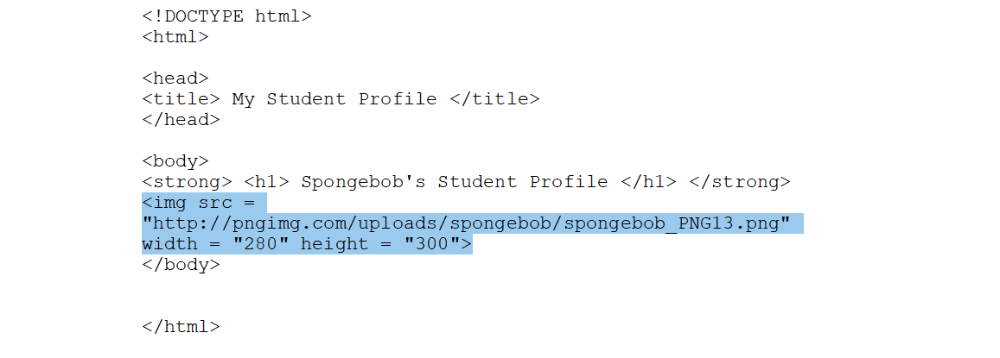 <!DOCTYPE html>
<html>
<head>
<title> My Student Profile </title>
</head>
<body>
<strong> <h1> Spongebob's Student Profile </h1> </strong>
<img src =
"http://pngimg.com/uploads/spongebob/spongebob_PNG13.png"
width = "280" height = "300">
</body>
</html>